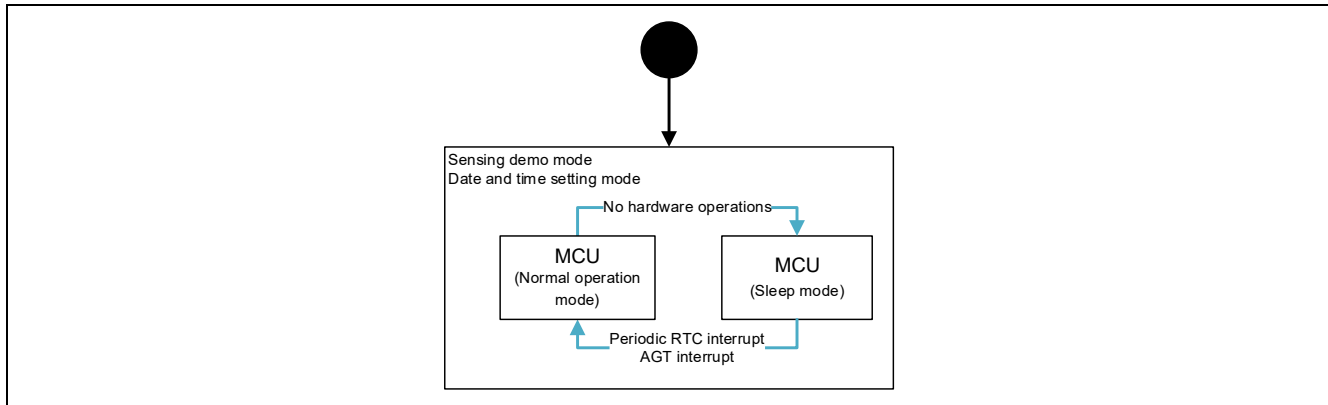 Sensing demo mode
Date and time setting mode
No hardware operations
MCU
(Normal operation
mode)
MCU
(Sleep mode)
Periodic RTC interrupt
AGT interrupt